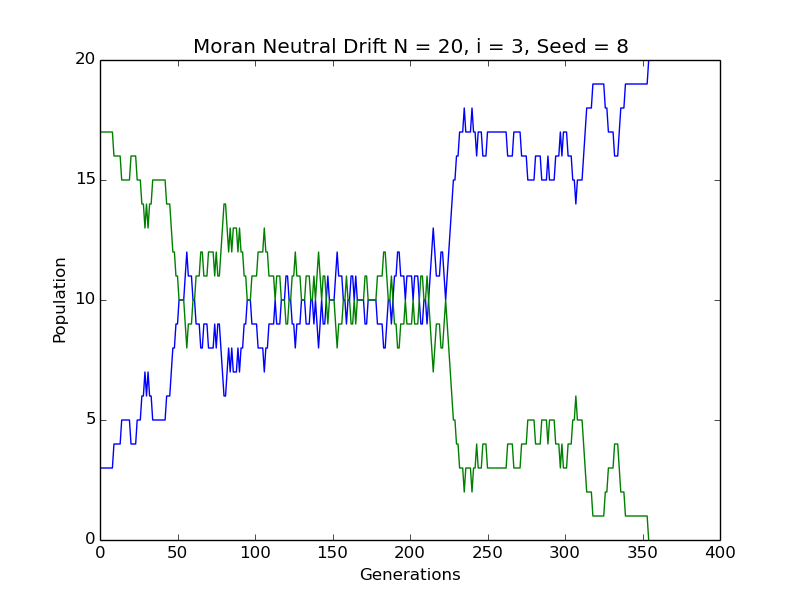 Moran Neutral Drift N = 20, i = 3, Seed = 8
20
15
10
5
0
Population
0 50 100 150 200 250 300 350 400
Generations